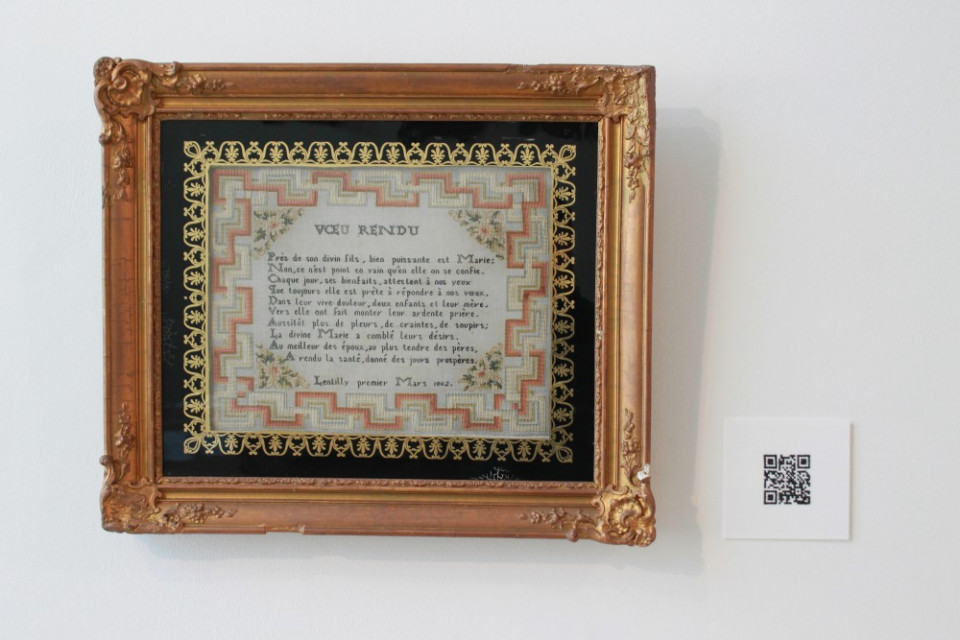 VŒU RENDU
Près de son divin fils, bien puissante est Marie;
Non, ce n'est point en vain qu'en elle on se confie.
Chaque jour, ses bienfaits, attestent à nos yeux
Que toujours elle est prête à répondre à nos vœux.
Dans leur vive douleur, deux enfants et leur mère,
Vers elle ont fait monter leur ardente prière.
Aussitôt plus de pleurs, de craintes, de soupirs;
La divine Marie a comblé leurs désirs.
Au meilleur des époux, au plus tendre des pères,
A rendu la santé, donné des jours prospères.
Lentilly premier Mars 1862.